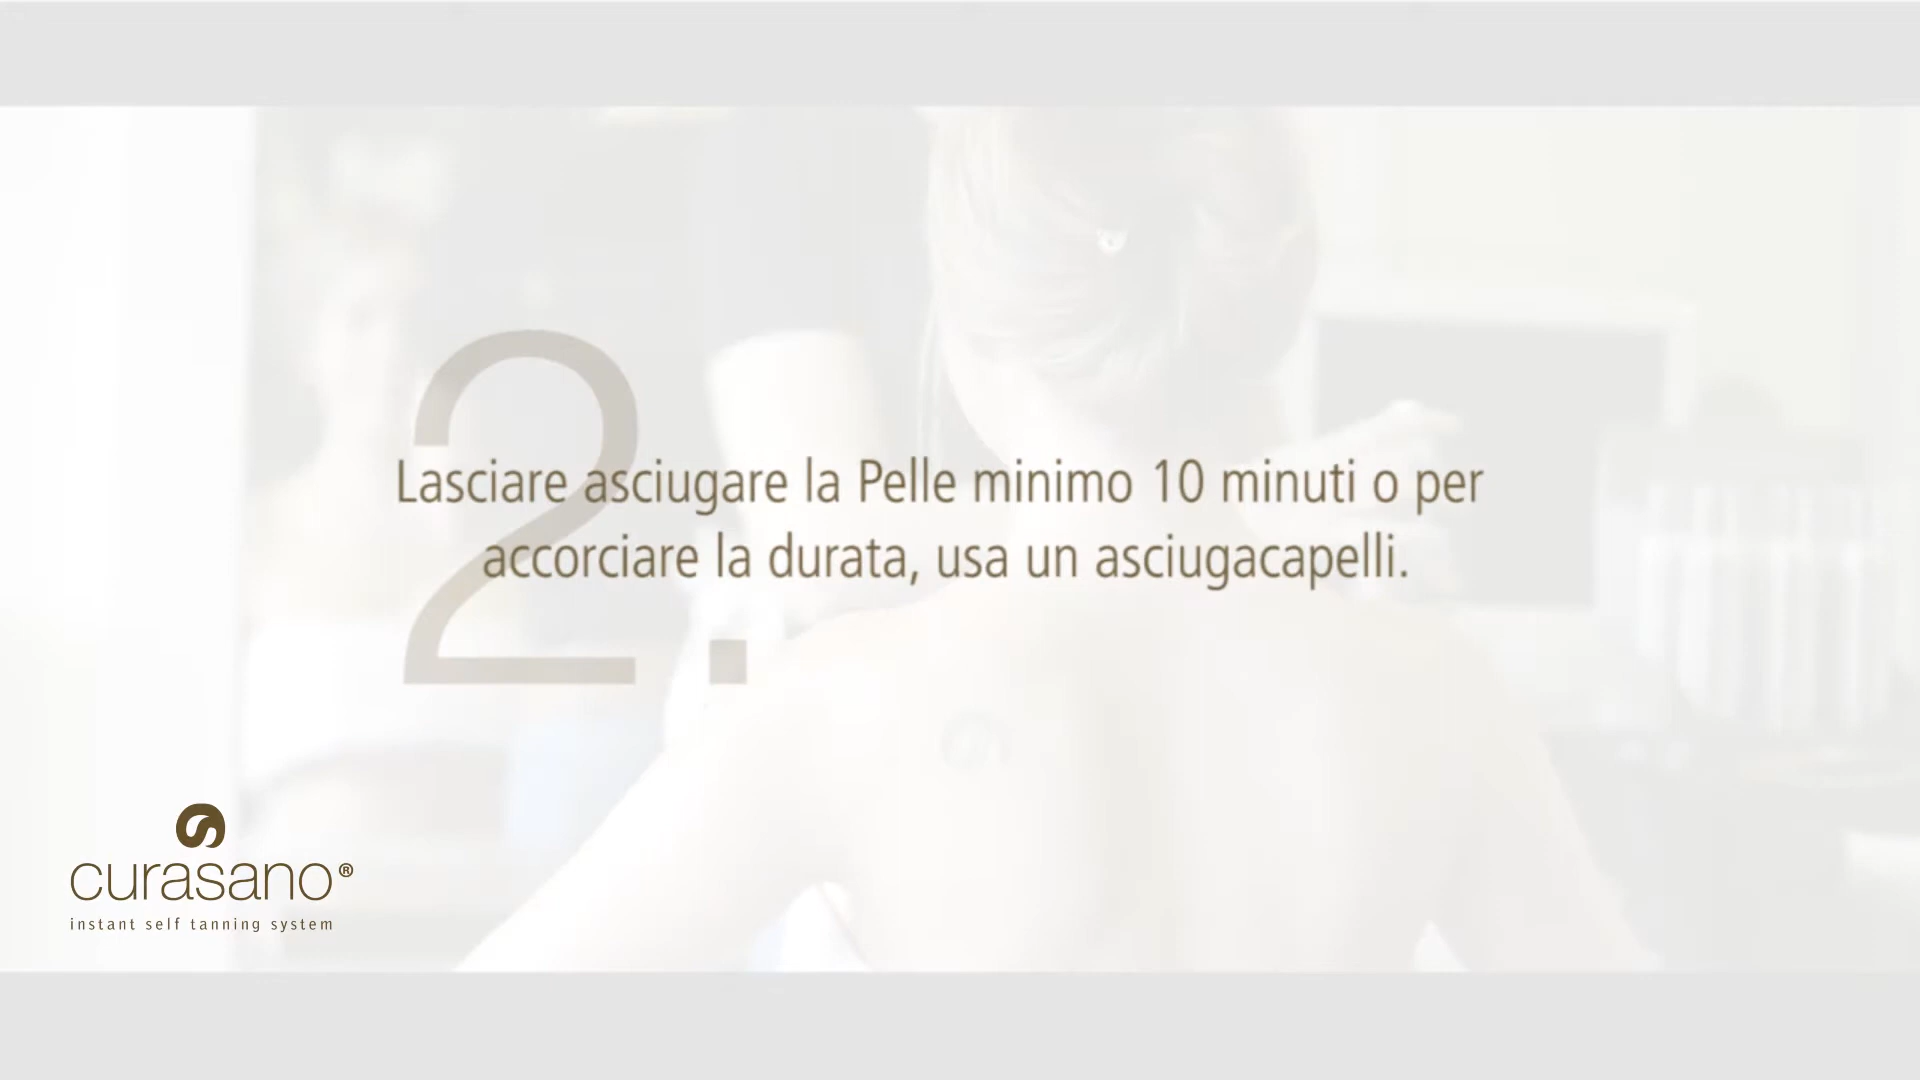 2.
Lasciare asciugare la Pelle minimo 10 minuti o per
accorciare la durata, usa un asciugacapelli.
curasano®
instant self tanning system